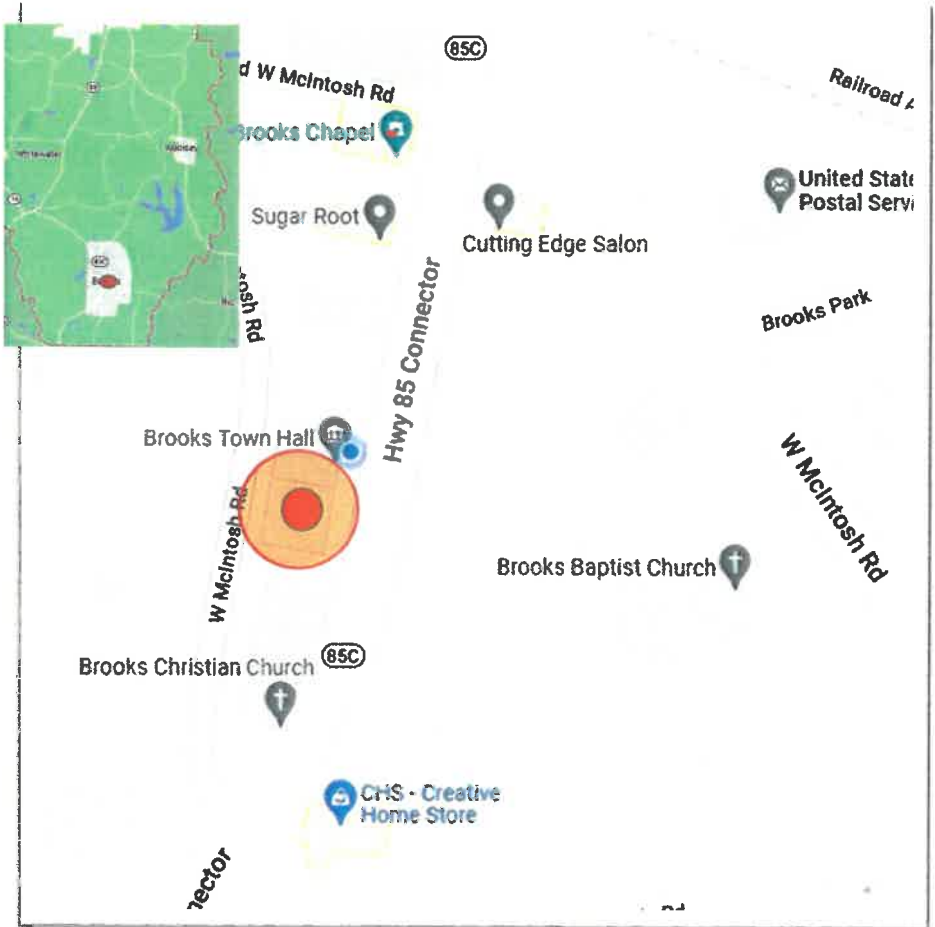 85C
d W McIntosh Rd
Railroad
Brooks Chapel
United State
Postal Servi
Sugar Root
Cutting Edge Salon
tosh Rd
Brooks Park
Hwy 85 Connector
Brooks Town Hall
W McIntosh Rd
W McIntosh Rd
Brooks Baptist Church
85C
Brooks Christian Church
CHS - Creative
Home Store
nector
Rd